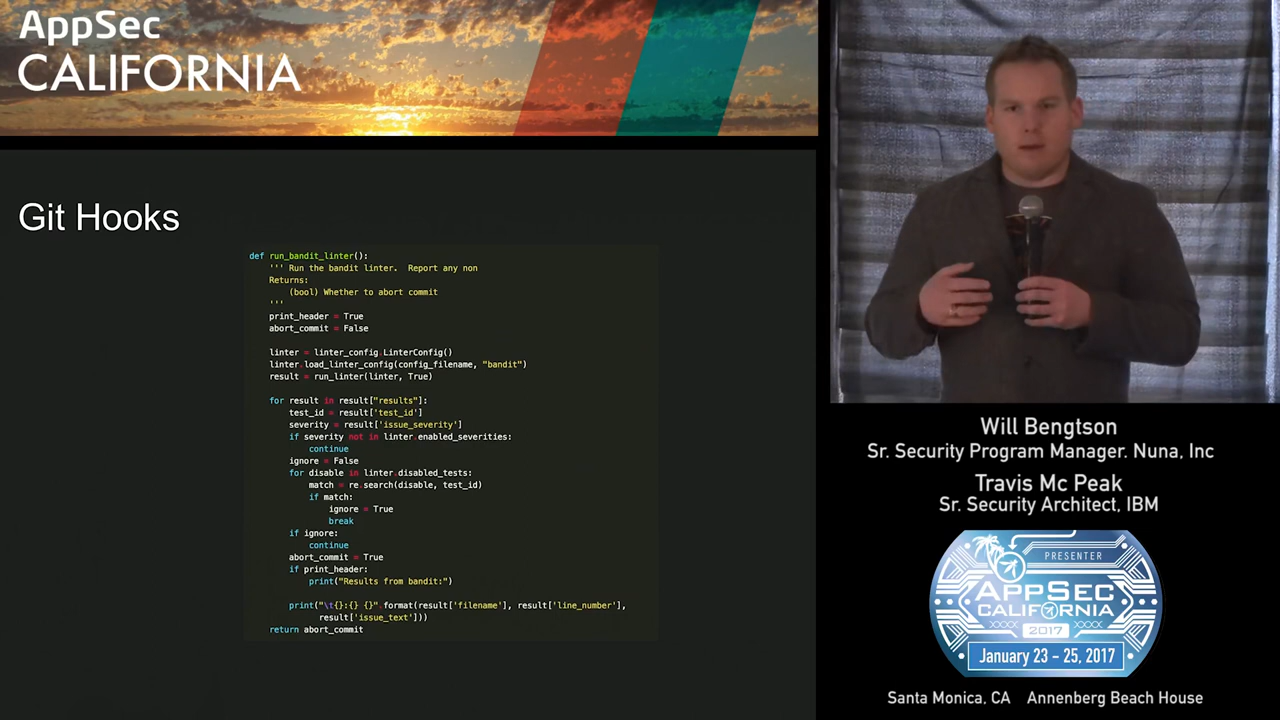 AppSec
CALIFORNIA
Git Hooks
def run_bandit_linter():
    ''' Run the bandit linter.  Report any non
    Returns:
        (bool) Whether to abort commit
    '''
    print_header = True
    abort_commit = False

    linter = linter_config.LinterConfig()
    linter.load_linter_config(config_filename, "bandit")
    result = run_linter(linter, True)

    for result in result["results"]:
        test_id = result['test_id']
        severity = result['issue_severity']
        if severity not in linter.enabled_severities:
            continue
        ignore = False
        for disable in linter.disabled_tests:
            match = re.search(disable, test_id)
            if match:
                ignore = True
                break
        if ignore:
            continue
        abort_commit = True
        if print_header:
            print("Results from bandit:")

        print("\t{}:{} {}".format(result['filename'], result['line_number'],
              result['issue_text']))
    return abort_commit
Will Bengtson
Sr. Security Program Manager. Nuna, Inc
Travis Mc Peak
Sr. Security Architect, IBM
PRESENTER
APPSEC
CALIFORNIA
2017
January 23 - 25, 2017
Santa Monica, CA Annenberg Beach House